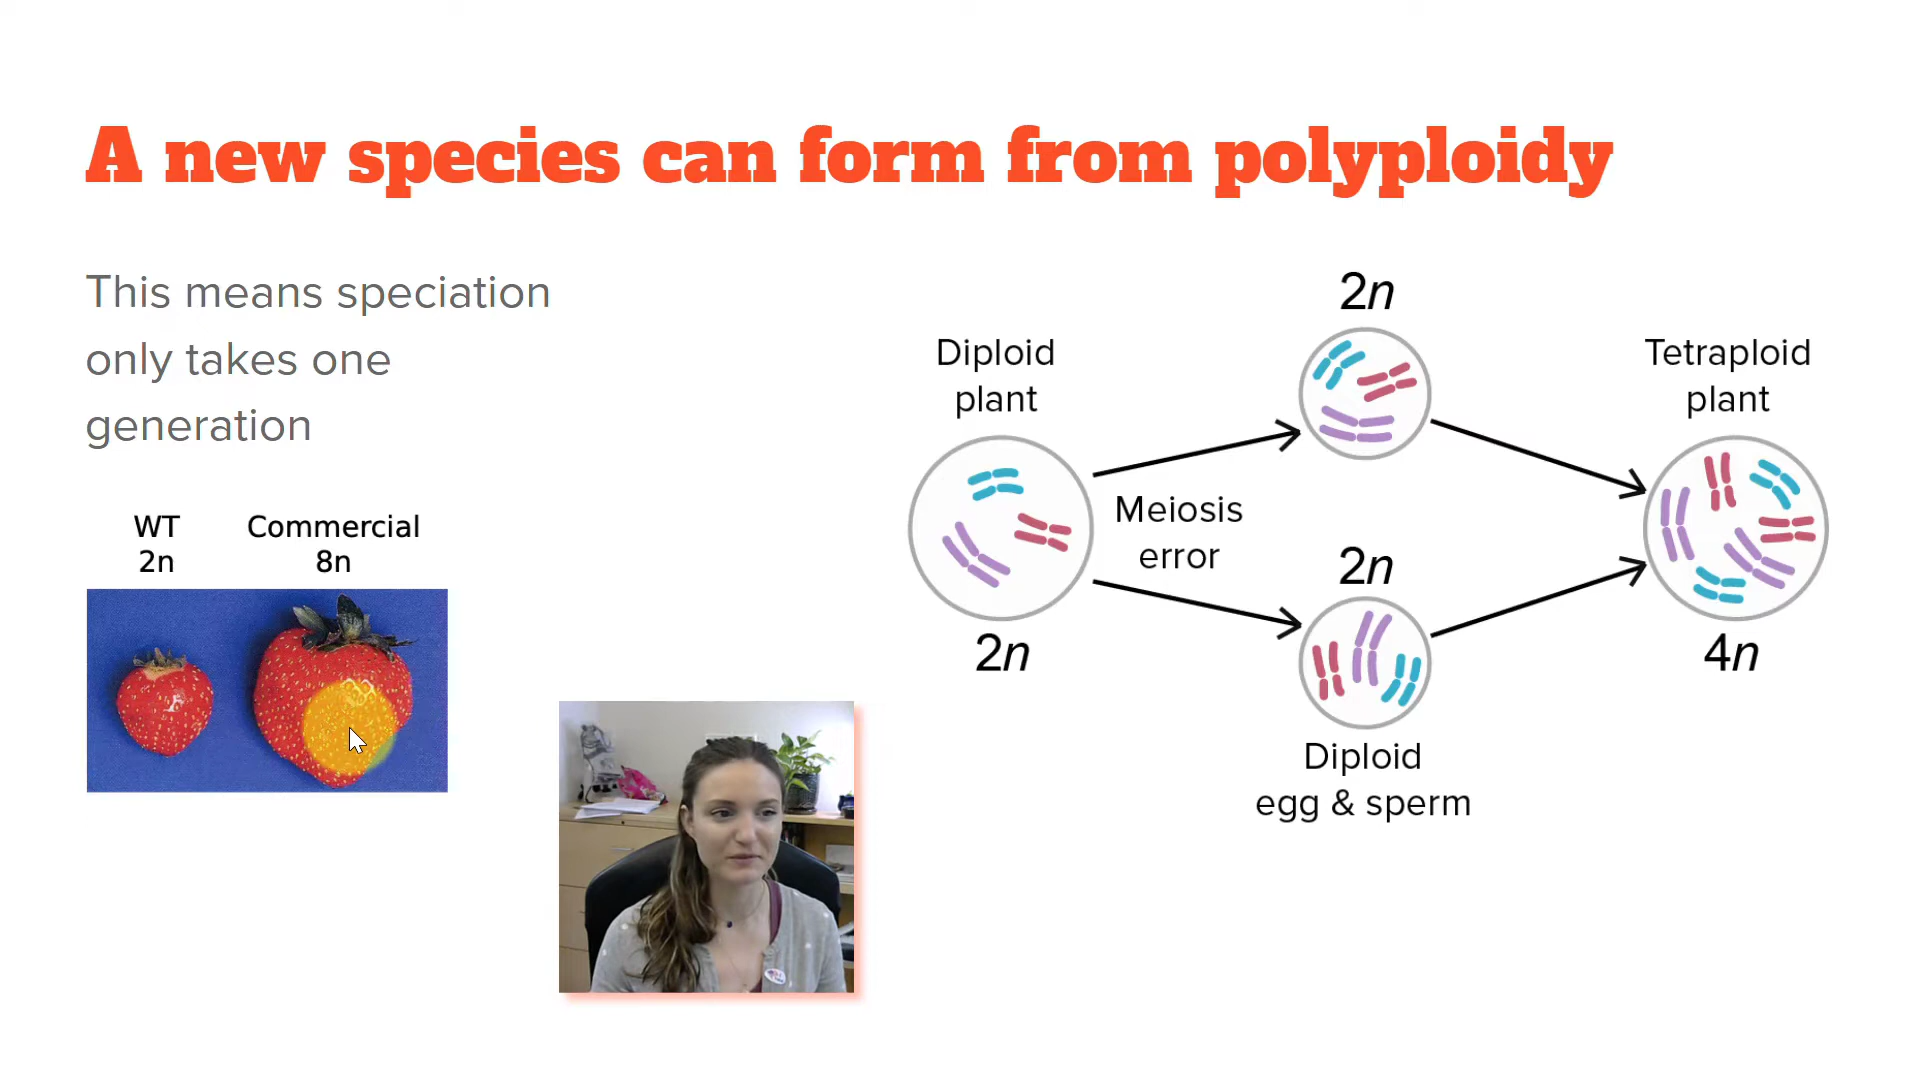 A new species can form from polyploidy
This means speciation
only takes one
generation
WT
2n
Commercial
8n
Diploid
plant
2n
Meiosis
error
2n
2n
Diploid
egg & sperm
Tetraploid
plant
4n